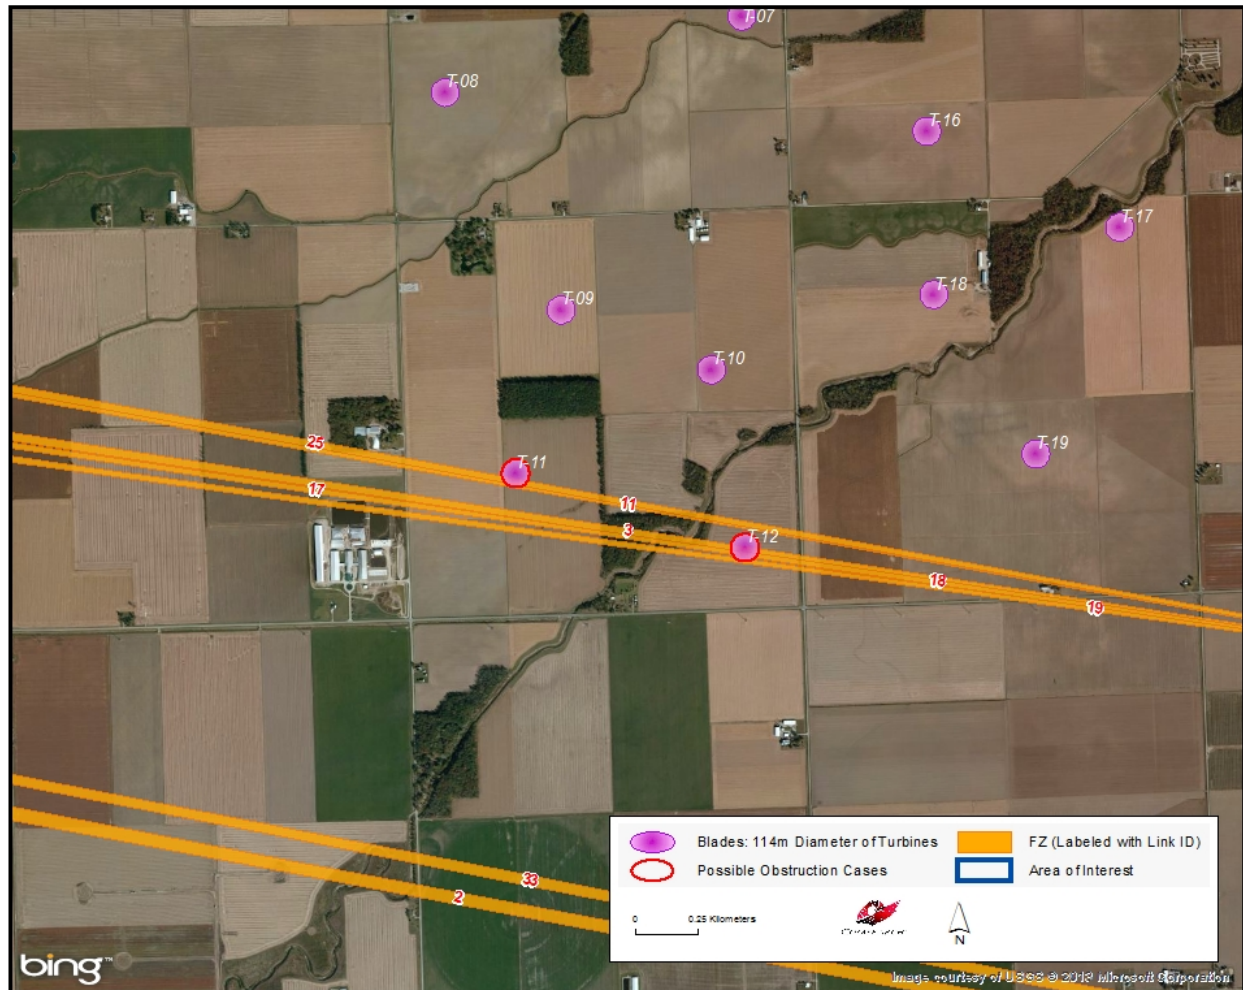 T-07
T-08
T-16
T-17
T-18
T-09
T-10
25
T-11
T-19
17
11
3
T-12
18
19
33
2
Blades: 114m Diameter of Turbines
FZ (Labeled with Link ID)
Possible Obstruction Cases
Area of Interest
0 0.25 Kilometers
N
bing™
Image courtesy of USGS © 2013 Microsoft Corporation